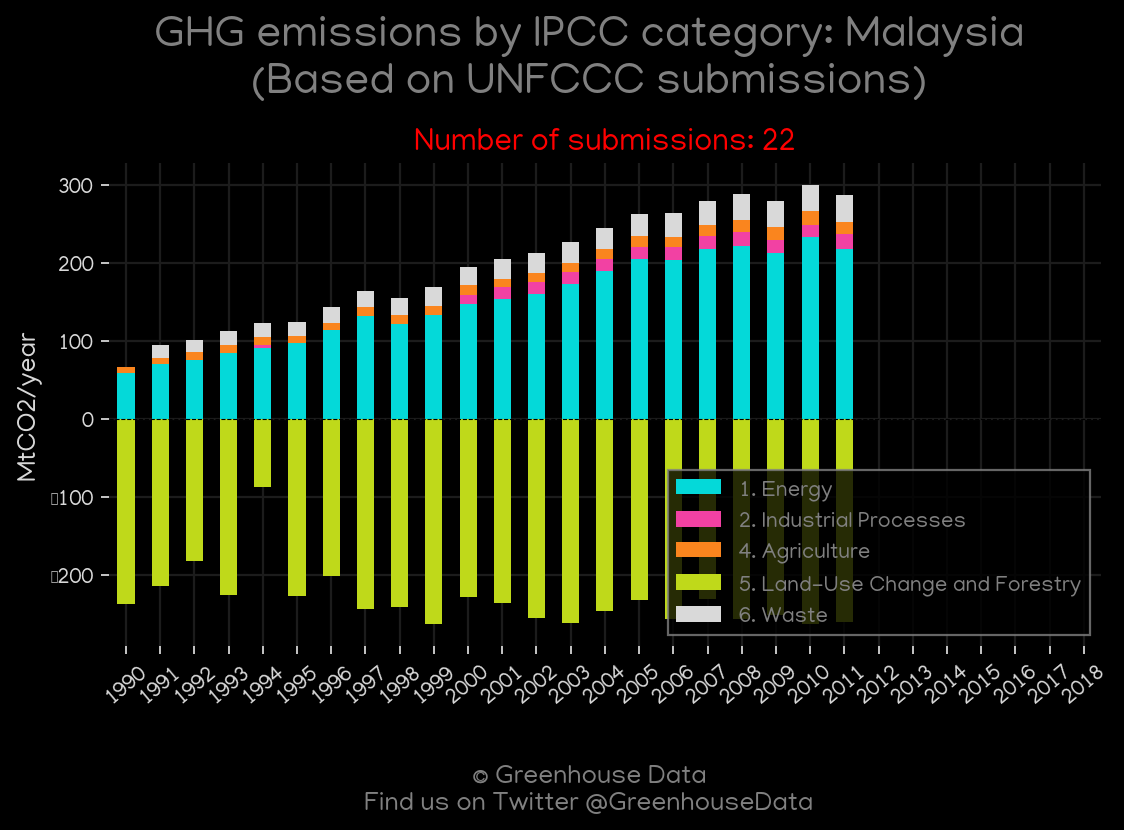 GHG emissions by IPCC category: Malaysia
(Based on UNFCCC submissions)
Number of submissions: 22
MtCO2/year
300
200
100
0
▯100
▯200
1. Energy
2. Industrial Processes
4. Agriculture
5. Land-Use Change and Forestry
6. Waste
1990 1991 1992 1993 1994 1995 1996 1997 1998 1999 2000 2001 2002 2003 2004 2005 2006 2007 2008 2009 2010 2011 2012 2013 2014 2015 2016 2017 2018
© Greenhouse Data
Find us on Twitter @GreenhouseData